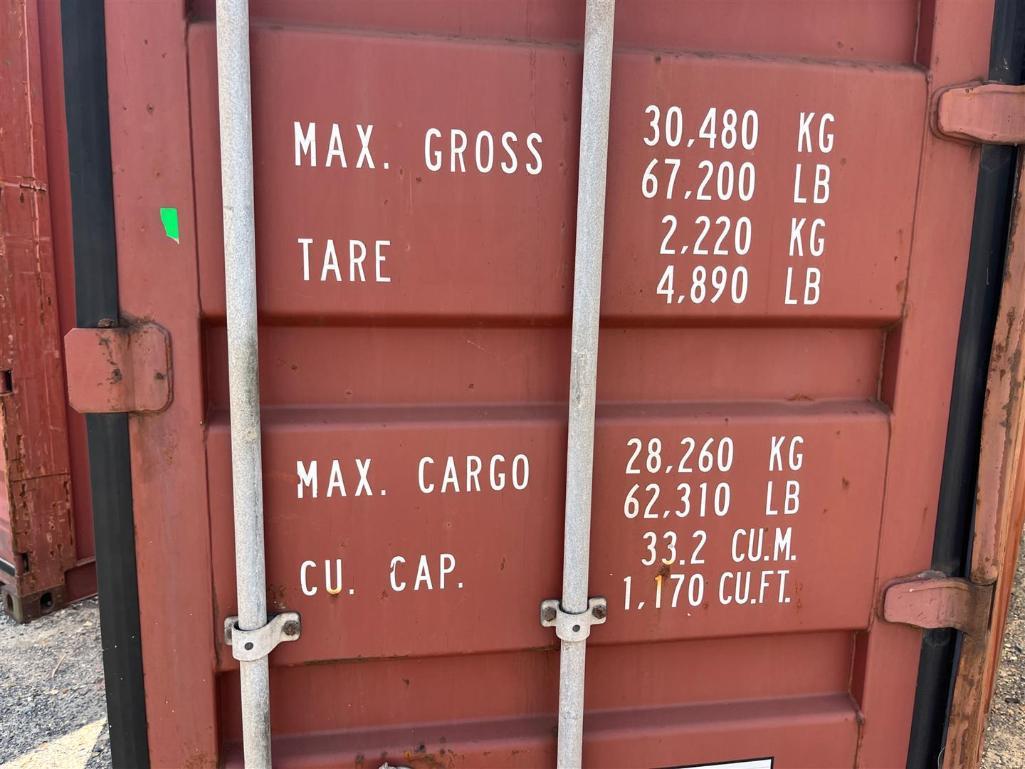 MAX. GROSS 30,480 KG
67,200 LB
TARE 2,220 KG
4,890 LB
MAX. CARGO 28,260 KG
62,310 LB
CU. CAP. 33.2 CU.M.
1,170 CU.FT.